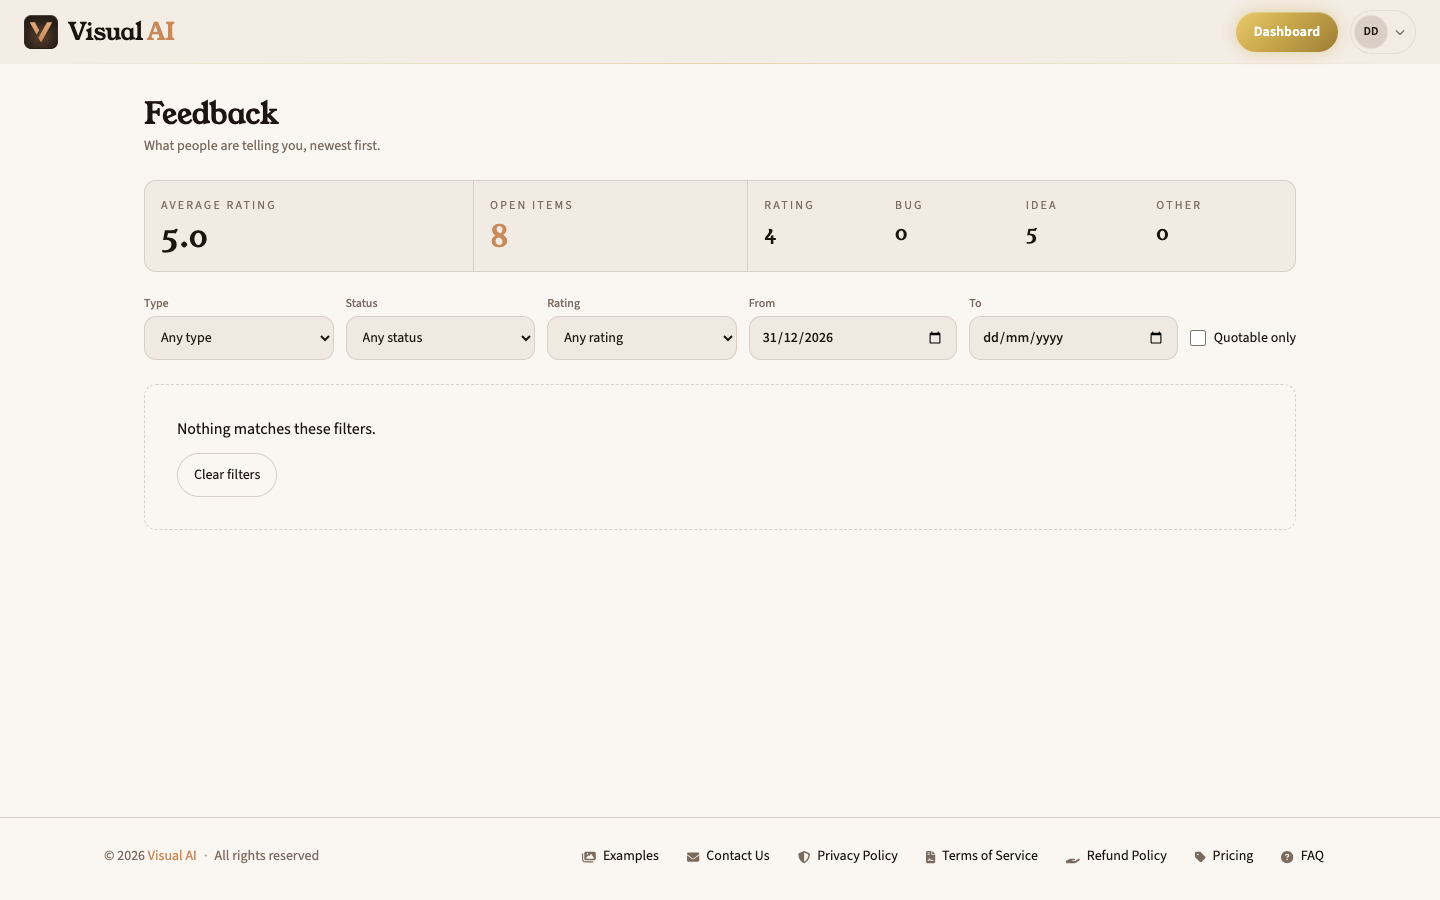 Visual AI
Dashboard
DD
Feedback
What people are telling you, newest first.
AVERAGE RATING
5.0
OPEN ITEMS
8
RATING
4
BUG
0
IDEA
5
OTHER
0
Type
Any type
Status
Any status
Rating
Any rating
From
31/12/2026
To
dd/mm/yyyy
Quotable only
Nothing matches these filters.
Clear filters
© 2026 Visual AI · All rights reserved
Examples
Contact Us
Privacy Policy
Terms of Service
Refund Policy
Pricing
FAQ